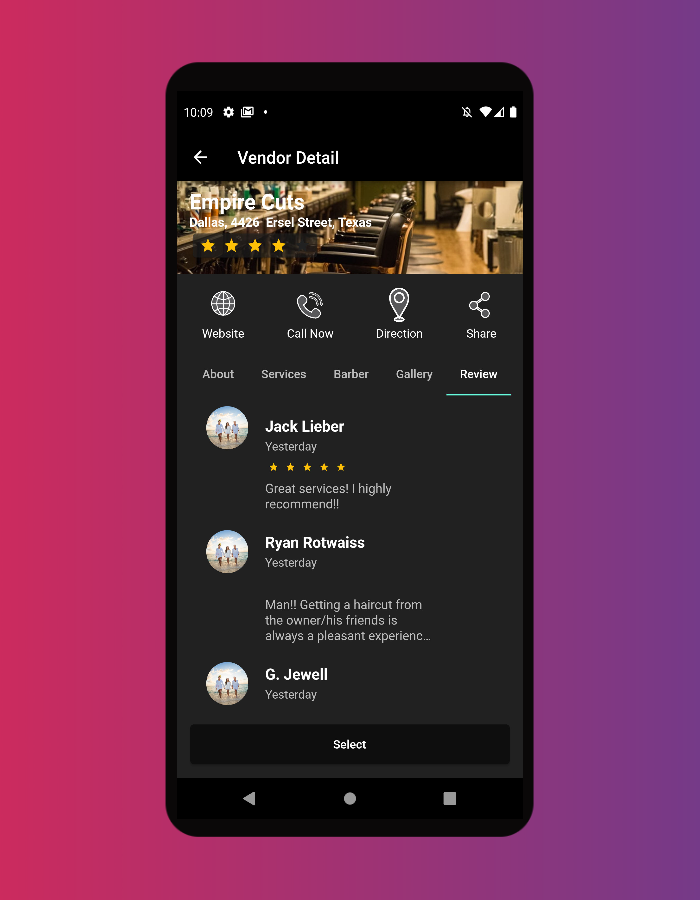 10:09
Vendor Detail
Empire Cuts
Dallas, 4426 Ersel Street, Texas
Website
Call Now
Direction
Share
About
Services
Barber
Gallery
Review
Jack Lieber
Yesterday
Great services! I highly
recommend!!
Ryan Rotwaiss
Yesterday
Man!! Getting a haircut from
the owner/his friends is
always a pleasant experienc…
G. Jewell
Yesterday
Select